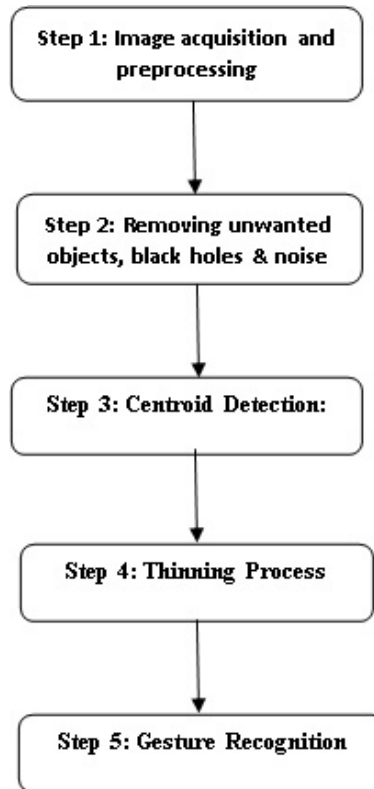 Step 1: Image acquisition and
preprocessing
Step 2: Removing unwanted
objects, black holes & noise
Step 3: Centroid Detection:
Step 4: Thinning Process
Step 5: Gesture Recognition